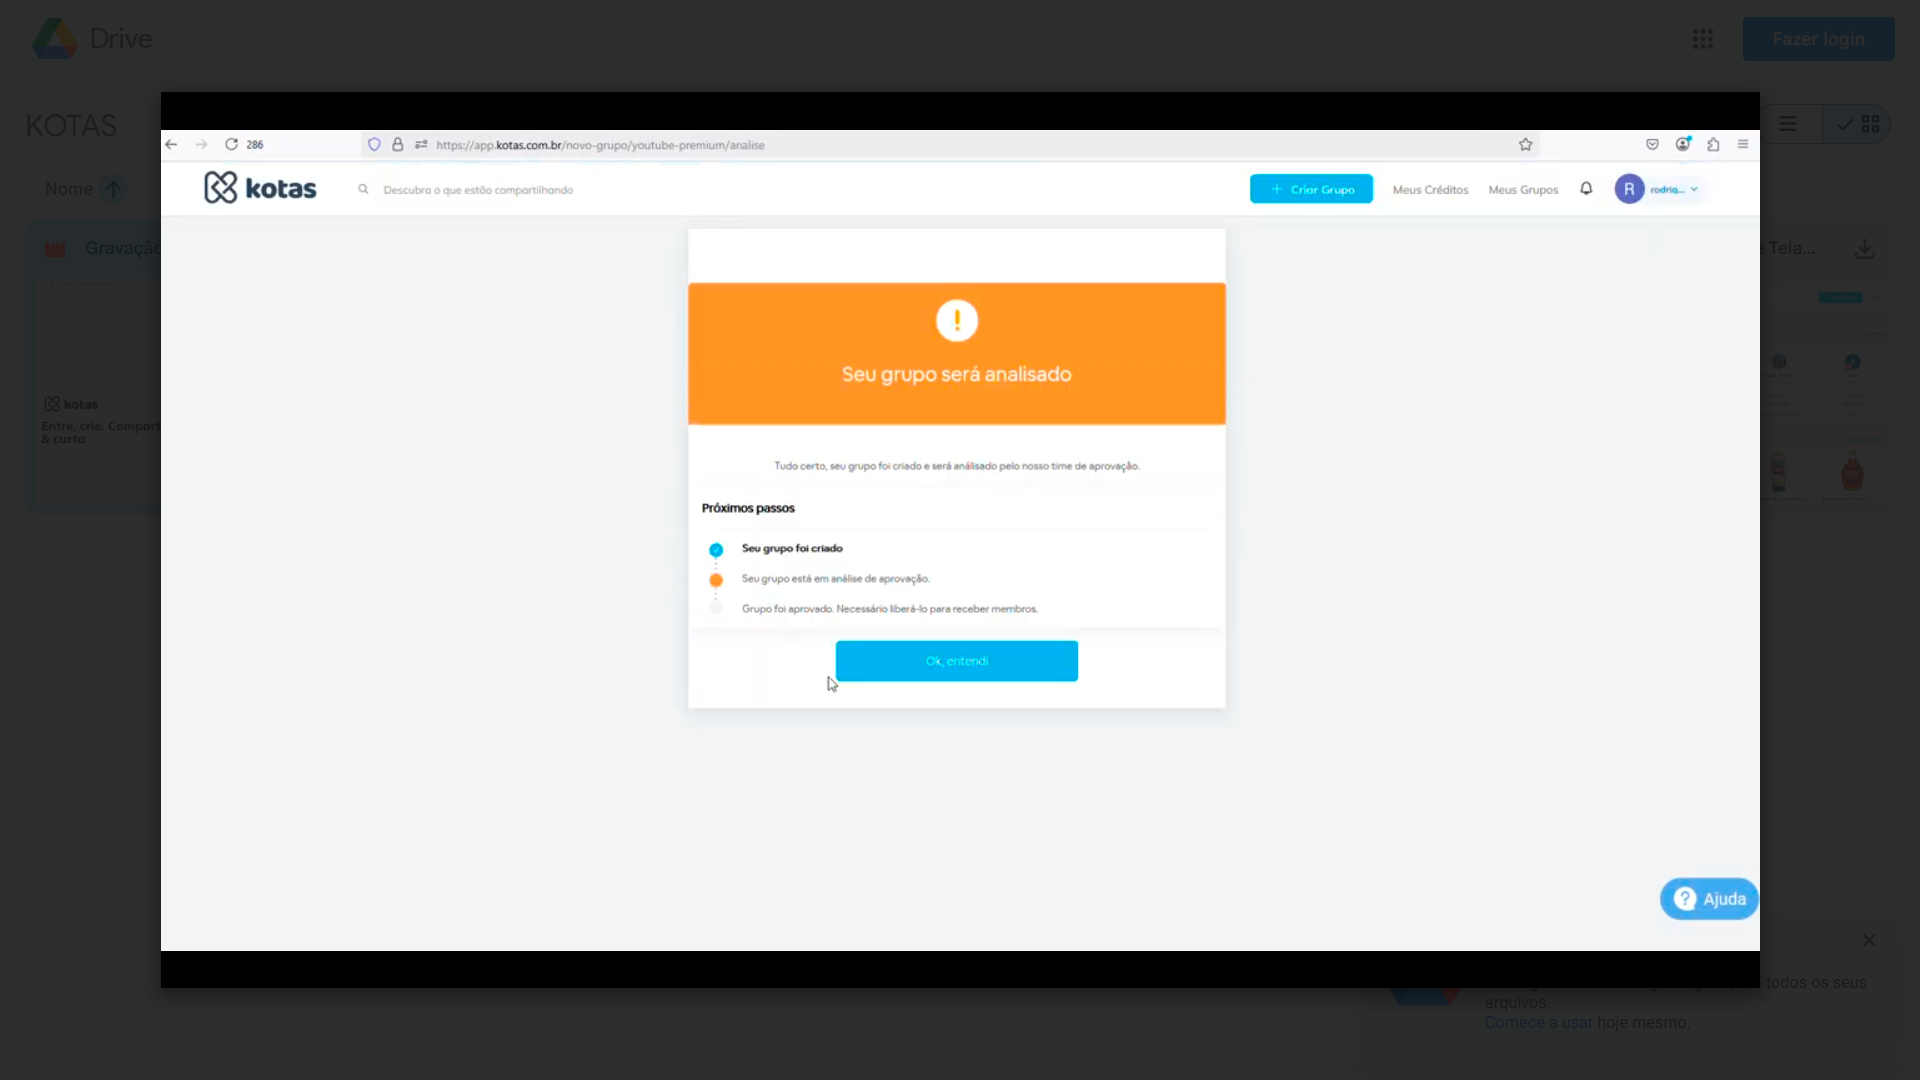 Drive
Fazer login
KOTAS
286
https://app.kotas.com.br/novo-grupo/youtube-premium/analise
kotas
Descubra o que estão compartilhando
+ Criar Grupo
Meus Créditos
Meus Grupos
R
rodrig...
Nome
Gravação
Tela...
!
Seu grupo será analisado
Tudo certo, seu grupo foi criado e será análisado pelo nosso time de aprovação.
Próximos passos
Seu grupo foi criado
Seu grupo está em análise de aprovação.
Grupo foi aprovado. Necessário liberá-lo para receber membros.
Ok, entendi
kotas
Entre, crie. Compart
& curta
? Ajuda
todos os seus
arquivos.
Comece a usar hoje mesmo.